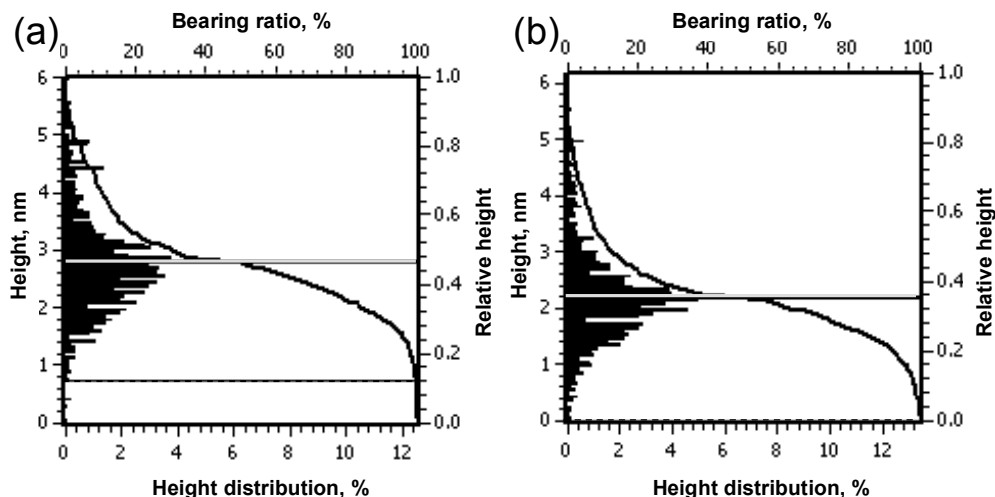 (a)
Bearing ratio, %
0 20 40 60 80 100
Height, nm
6
5
4
3
2
1
0
Relative height
1.0
0.8
0.6
0.4
0.2
0.0
0 2 4 6 8 10 12
Height distribution, %
(b)
Bearing ratio, %
0 20 40 60 80 100
Height, nm
6
5
4
3
2
1
0
Relative height
1.0
0.8
0.6
0.4
0.2
0.0
0 2 4 6 8 10 12
Height distribution, %